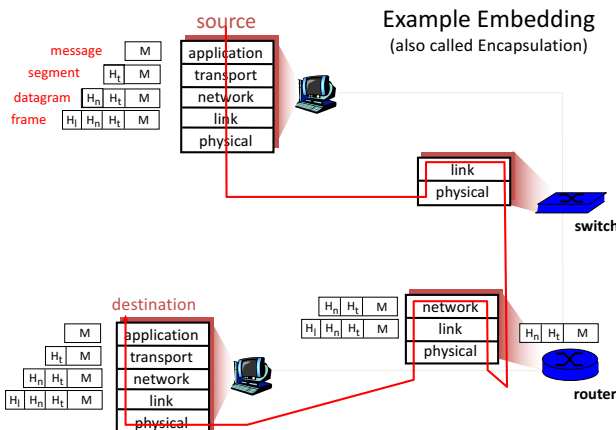 source
Example Embedding
(also called Encapsulation)
message M
segment Ht M
datagram Hn Ht M
frame Hl Hn Ht M
application
transport
network
link
physical
link
physical
switch
destination
M
Ht M
Hn Ht M
Hl Hn Ht M
application
transport
network
link
physical
Hn Ht M
Hl Hn Ht M
network
link
physical
Hn Ht M
router